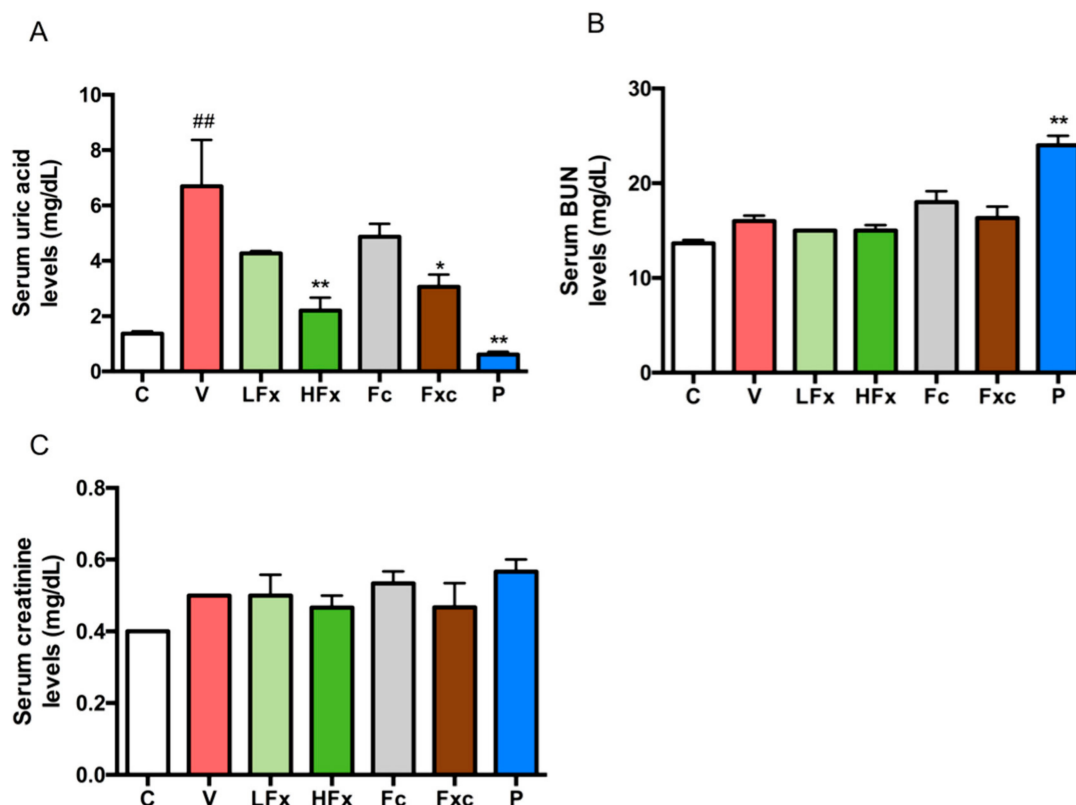 A
Serum uric acid
levels (mg/dL)
10
8
6
4
2
0
##
**
*
**
C V LFx HFx Fc Fxc P
B
Serum BUN
levels (mg/dL)
30
20
10
0
**
C V LFx HFx Fc Fxc P
C
Serum creatinine
levels (mg/dL)
0.8
0.6
0.4
0.2
0.0
C V LFx HFx Fc Fxc P